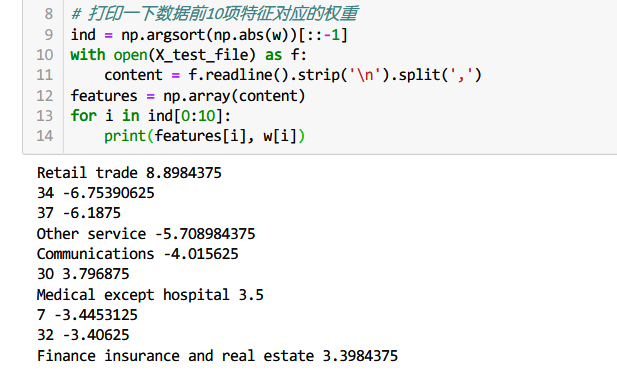 8 # 打印一下数据前10项特征对应的权重
9 ind = np.argsort(np.abs(w))[::-1]
10 with open(X_test_file) as f:
11     content = f.readline().strip('\n').split(',')
12 features = np.array(content)
13 for i in ind[0:10]:
14     print(features[i], w[i])
Retail trade 8.8984375
34 -6.75390625
37 -6.1875
Other service -5.708984375
Communications -4.015625
30 3.796875
Medical except hospital 3.5
7 -3.4453125
32 -3.40625
Finance insurance and real estate 3.3984375